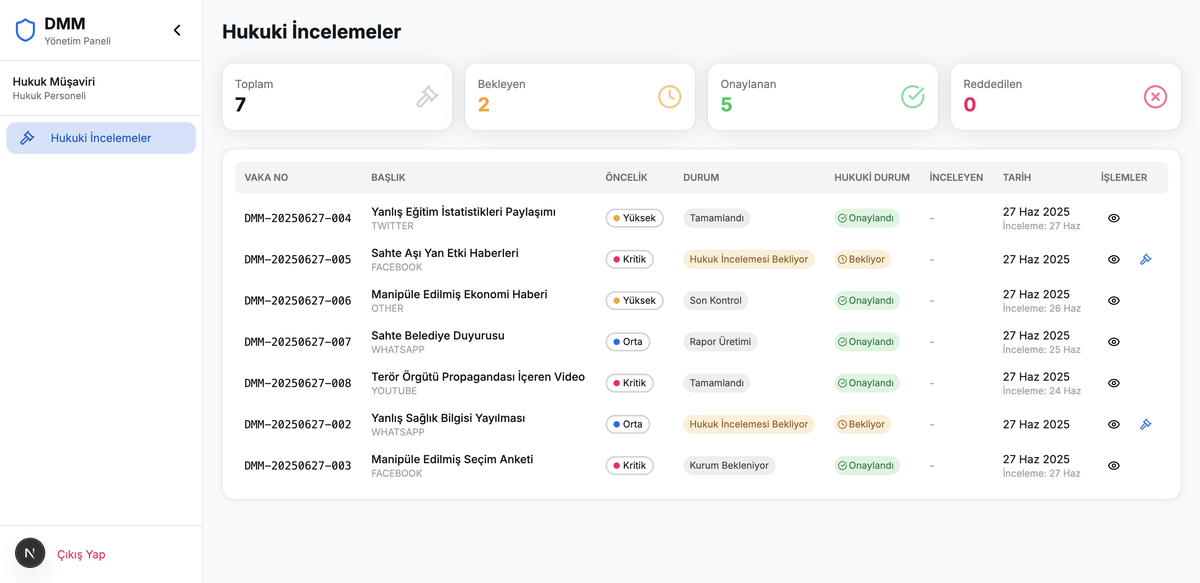 DMM
Yönetim Paneli
Hukuk Müşaviri
Hukuk Personeli
Hukuki İncelemeler
N
Çıkış Yap
Hukuki İncelemeler
Toplam
7
Bekleyen
2
Onaylanan
5
Reddedilen
0
VAKA NO BAŞLIK ÖNCELİK DURUM HUKUKI DURUM İNCELEYEN TARİH İŞLEMLER
DMM-20250627-004 Yanlış Eğitim İstatistikleri Paylaşımı Yüksek Tamamlandı Onaylandı - 27 Haz 2025
TWITTER İnceleme: 27 Haz
DMM-20250627-005 Sahte Aşı Yan Etki Haberleri Kritik Hukuk İncelemesi Bekliyor Bekliyor - 27 Haz 2025
FACEBOOK
DMM-20250627-006 Manipüle Edilmiş Ekonomi Haberi Yüksek Son Kontrol Onaylandı - 27 Haz 2025
OTHER İnceleme: 26 Haz
DMM-20250627-007 Sahte Belediye Duyurusu Orta Rapor Üretimi Onaylandı - 27 Haz 2025
WHATSAPP İnceleme: 25 Haz
DMM-20250627-008 Terör Örgütü Propagandası İçeren Video Kritik Tamamlandı Onaylandı - 27 Haz 2025
YOUTUBE İnceleme: 24 Haz
DMM-20250627-002 Yanlış Sağlık Bilgisi Yayılması Orta Hukuk İncelemesi Bekliyor Bekliyor - 27 Haz 2025
WHATSAPP
DMM-20250627-003 Manipüle Edilmiş Seçim Anketi Kritik Kurum Bekleniyor Onaylandı - 27 Haz 2025
FACEBOOK İnceleme: 27 Haz